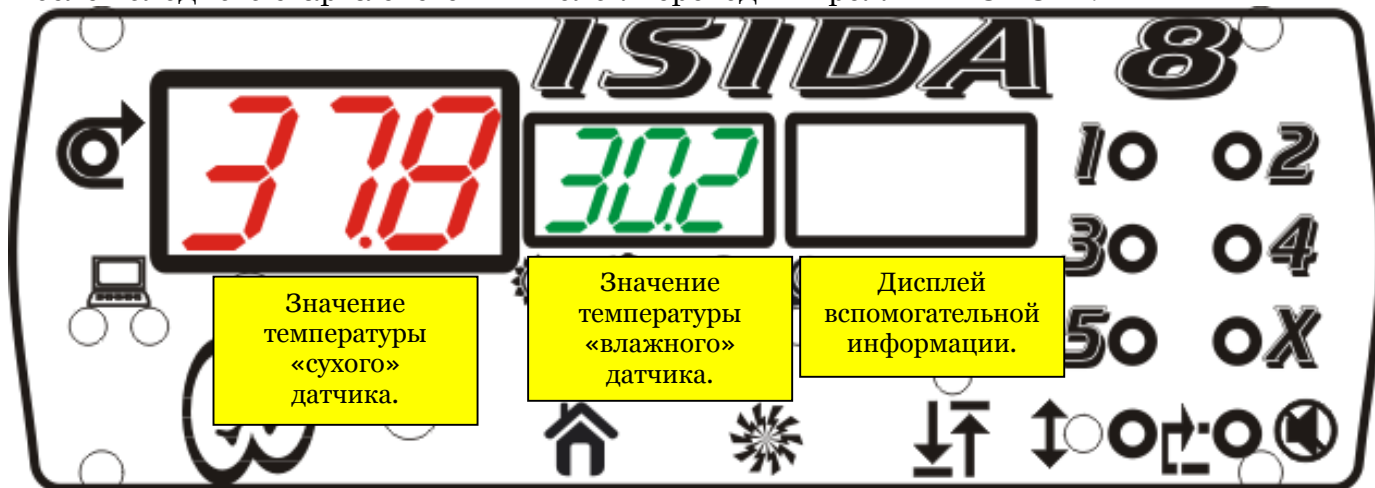 ISIDA 8
37.8
30.2
1 2
3 4
5 X
Значение
температуры
«сухого»
датчика.
Значение
температуры
«влажного»
датчика.
Дисплей
вспомогательной
информации.